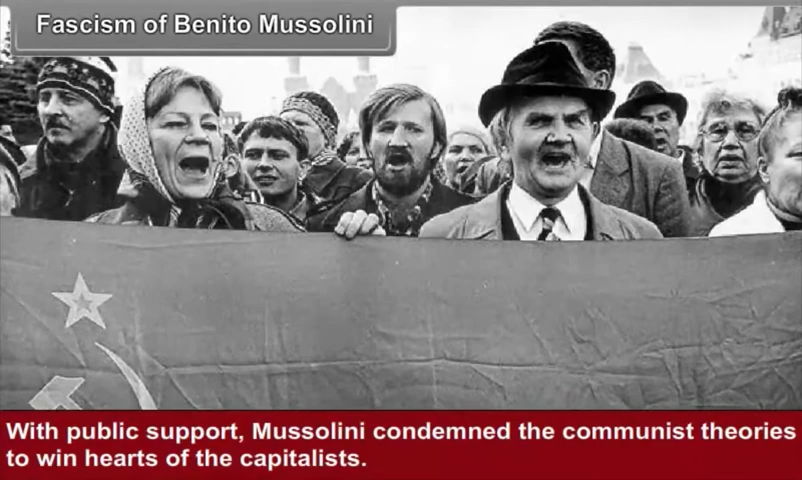 Fascism of Benito Mussolini
With public support, Mussolini condemned the communist theories
to win hearts of the capitalists.